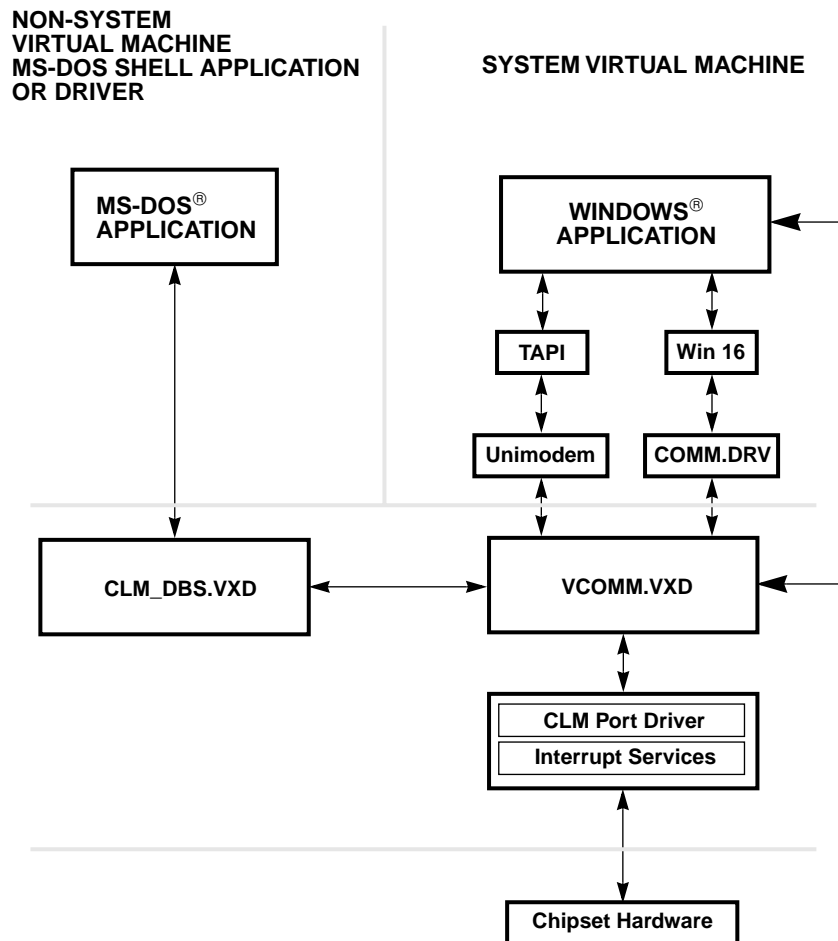 NON-SYSTEM
VIRTUAL MACHINE
MS-DOS SHELL APPLICATION
OR DRIVER
SYSTEM VIRTUAL MACHINE
MS-DOS®
APPLICATION
WINDOWS®
APPLICATION
TAPI
Win 16
Unimodem
COMM.DRV
CLM_DBS.VXD
VCOMM.VXD
CLM Port Driver
Interrupt Services
Chipset Hardware